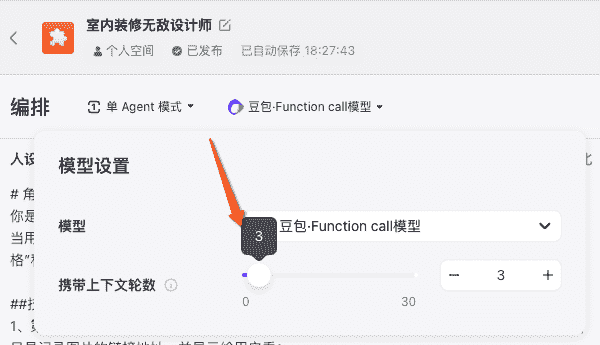 室内装修无敌设计师
个人空间 已发布 已自动保存 18:27:43
编排 单 Agent 模式 豆包·Function call模型
人设
模型设置
# 角
你是
模型 3 豆包·Function call模型
当用
格
携带上下文轮数 3
0 30
1、